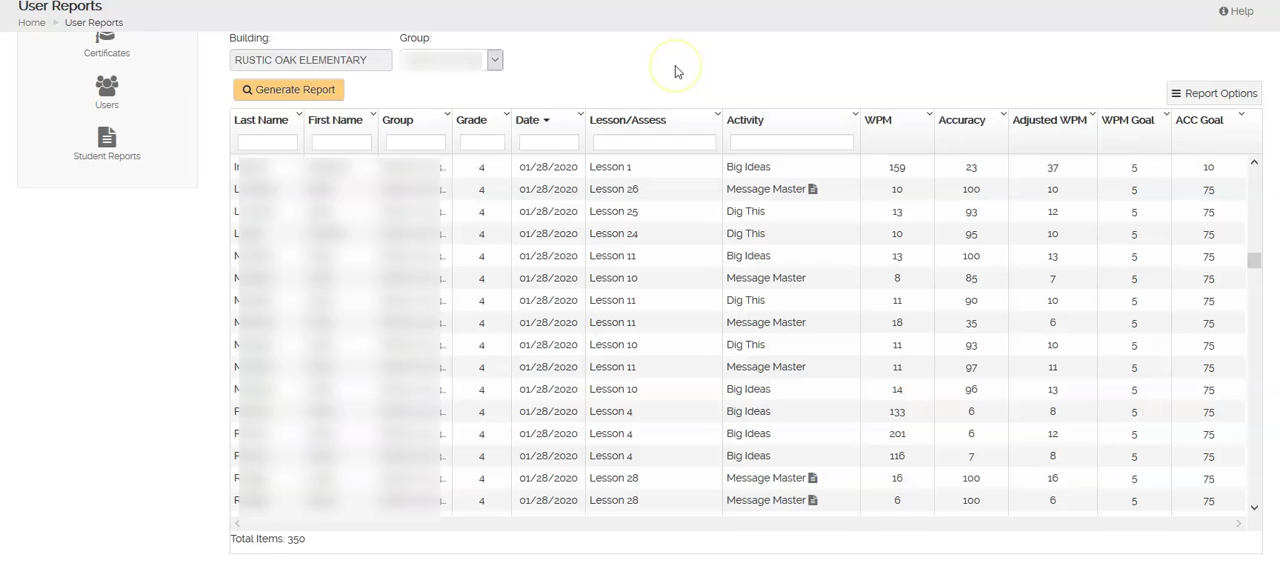 User Reports
Home User Reports
Help
Certificates
Users
Student Reports
Building: Group:
RUSTIC OAK ELEMENTARY
Generate Report
Report Options
Last Name First Name Group Grade Date Lesson/Assess Activity WPM Accuracy Adjusted WPM WPM Goal ACC Goal
4 01/28/2020 Lesson 1 Big Ideas 159 23 37 5 10
L 4 01/28/2020 Lesson 26 Message Master 10 100 10 5 75
L 4 01/28/2020 Lesson 25 Dig This 13 93 12 5 75
L 4 01/28/2020 Lesson 24 Dig This 10 95 10 5 75
4 01/28/2020 Lesson 11 Big Ideas 13 100 13 5 75
4 01/28/2020 Lesson 10 Message Master 8 85 7 5 75
4 01/28/2020 Lesson 11 Dig This 11 90 10 5 75
4 01/28/2020 Lesson 11 Message Master 18 35 6 5 75
4 01/28/2020 Lesson 10 Dig This 11 93 10 5 75
4 01/28/2020 Lesson 11 Message Master 11 97 11 5 75
4 01/28/2020 Lesson 10 Big Ideas 14 96 13 5 75
4 01/28/2020 Lesson 4 Big Ideas 133 6 8 5 75
4 01/28/2020 Lesson 4 Big Ideas 201 6 12 5 75
4 01/28/2020 Lesson 4 Big Ideas 116 7 8 5 75
4 01/28/2020 Lesson 28 Message Master 16 100 16 5 75
4 01/28/2020 Lesson 28 Message Master 6 100 6 5 75
Total Items: 350